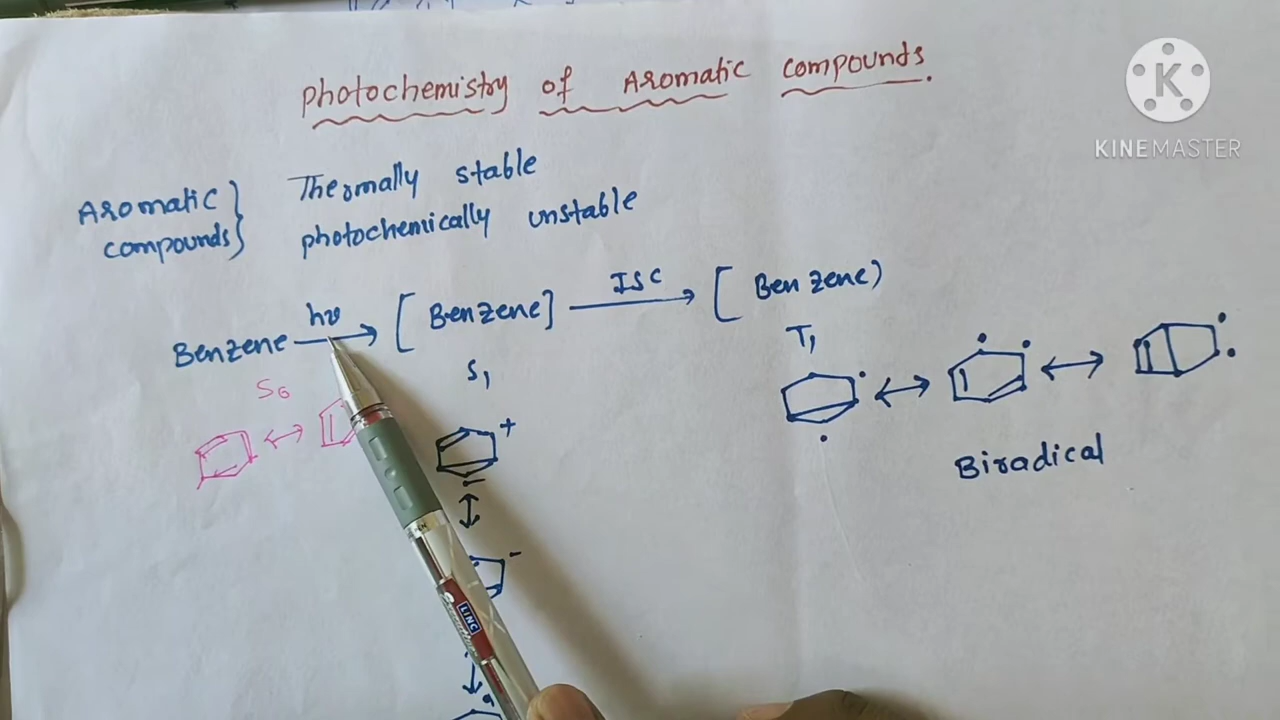 photochemistry of Aromatic compounds.
K
KINEMASTER
Aromatic compounds} Thermally stable
photochemically unstable
Benzene hν→ [Benzene] ISC→ [Benzene)
S0 S1 T1
+
-
Biradical
LINC